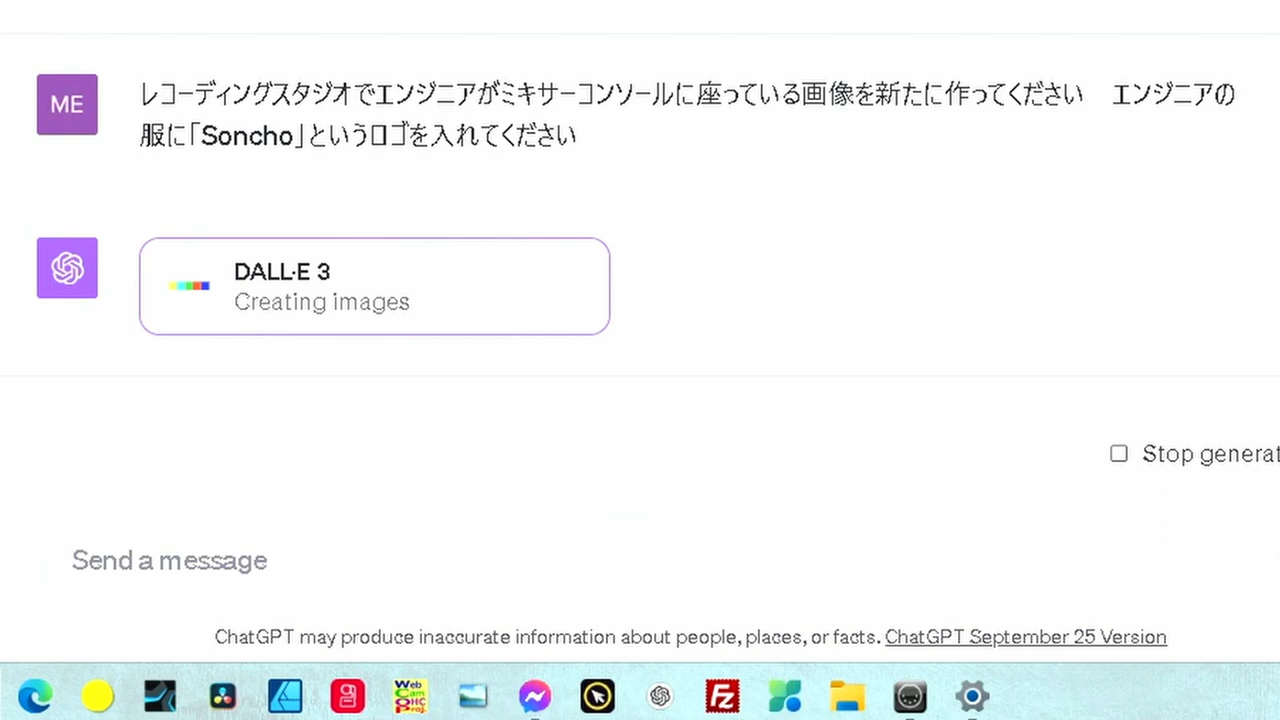 ME
レコーディングスタジオでエンジニアがミキサーコンソールに座っている画像を新たに作ってください　エンジニアの
服に「Soncho」というロゴを入れてください
DALL·E 3
Creating images
Stop generat
Send a message
ChatGPT may produce inaccurate information about people, places, or facts. ChatGPT September 25 Version
Web
Cam
Fz